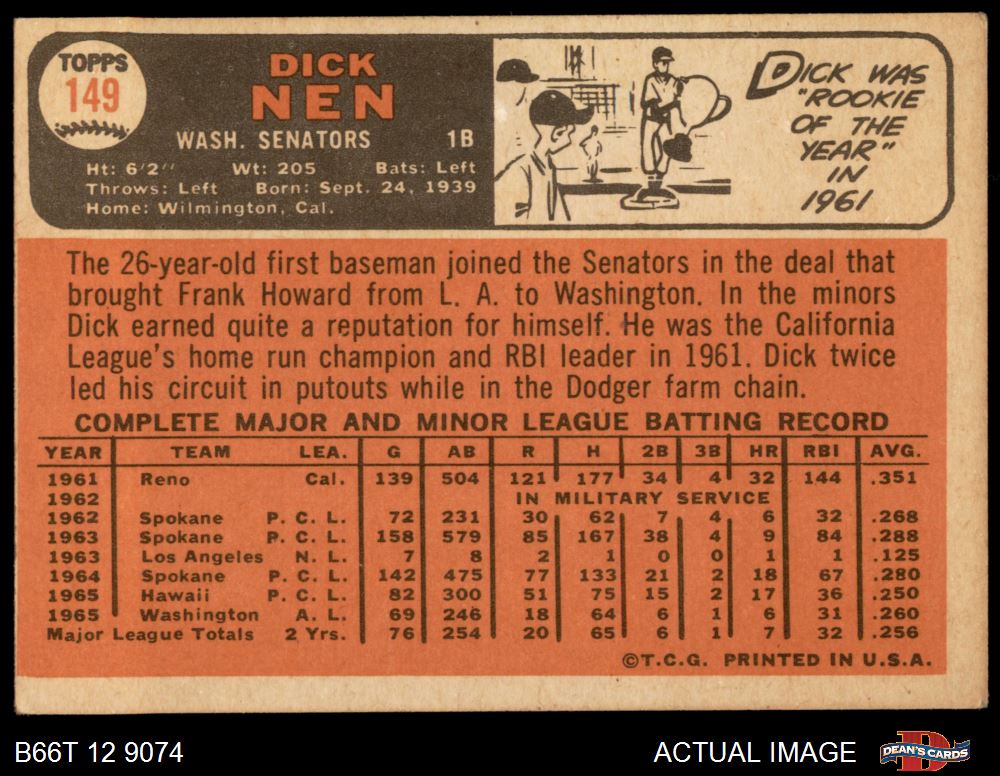 TOPPS
149
DICK
NEN
WASH. SENATORS 1B
Ht: 6'2" Wt: 205 Bats: Left
Throws: Left Born: Sept. 24, 1939
Home: Wilmington, Cal.
DICK WAS
"ROOKIE
OF THE
YEAR"
IN
1961
The 26-year-old first baseman joined the Senators in the deal that
brought Frank Howard from L. A. to Washington. In the minors
Dick earned quite a reputation for himself. He was the California
League's home run champion and RBI leader in 1961. Dick twice
led his circuit in putouts while in the Dodger farm chain.
COMPLETE MAJOR AND MINOR LEAGUE BATTING RECORD
YEAR TEAM LEA. G AB R H 2B 3B HR RBI AVG.
1961 Reno Cal. 139 504 121 177 34 4 32 144 .351
1962 IN MILITARY SERVICE
1962 Spokane P. C. L. 72 231 30 62 7 4 6 32 .268
1963 Spokane P. C. L. 158 579 85 167 38 4 9 84 .288
1963 Los Angeles N. L. 7 8 2 1 0 0 1 1 .125
1964 Spokane P. C. L. 142 475 77 133 21 2 18 67 .280
1965 Hawaii P. C. L. 82 300 51 75 15 2 17 36 .250
1965 Washington A. L. 69 246 18 64 6 1 6 31 .260
Major League Totals 2 Yrs. 76 254 20 65 6 1 7 32 .256
©T.C.G. PRINTED IN U.S.A.
B66T 12 9074 ACTUAL IMAGE
DEAN'S CARDS